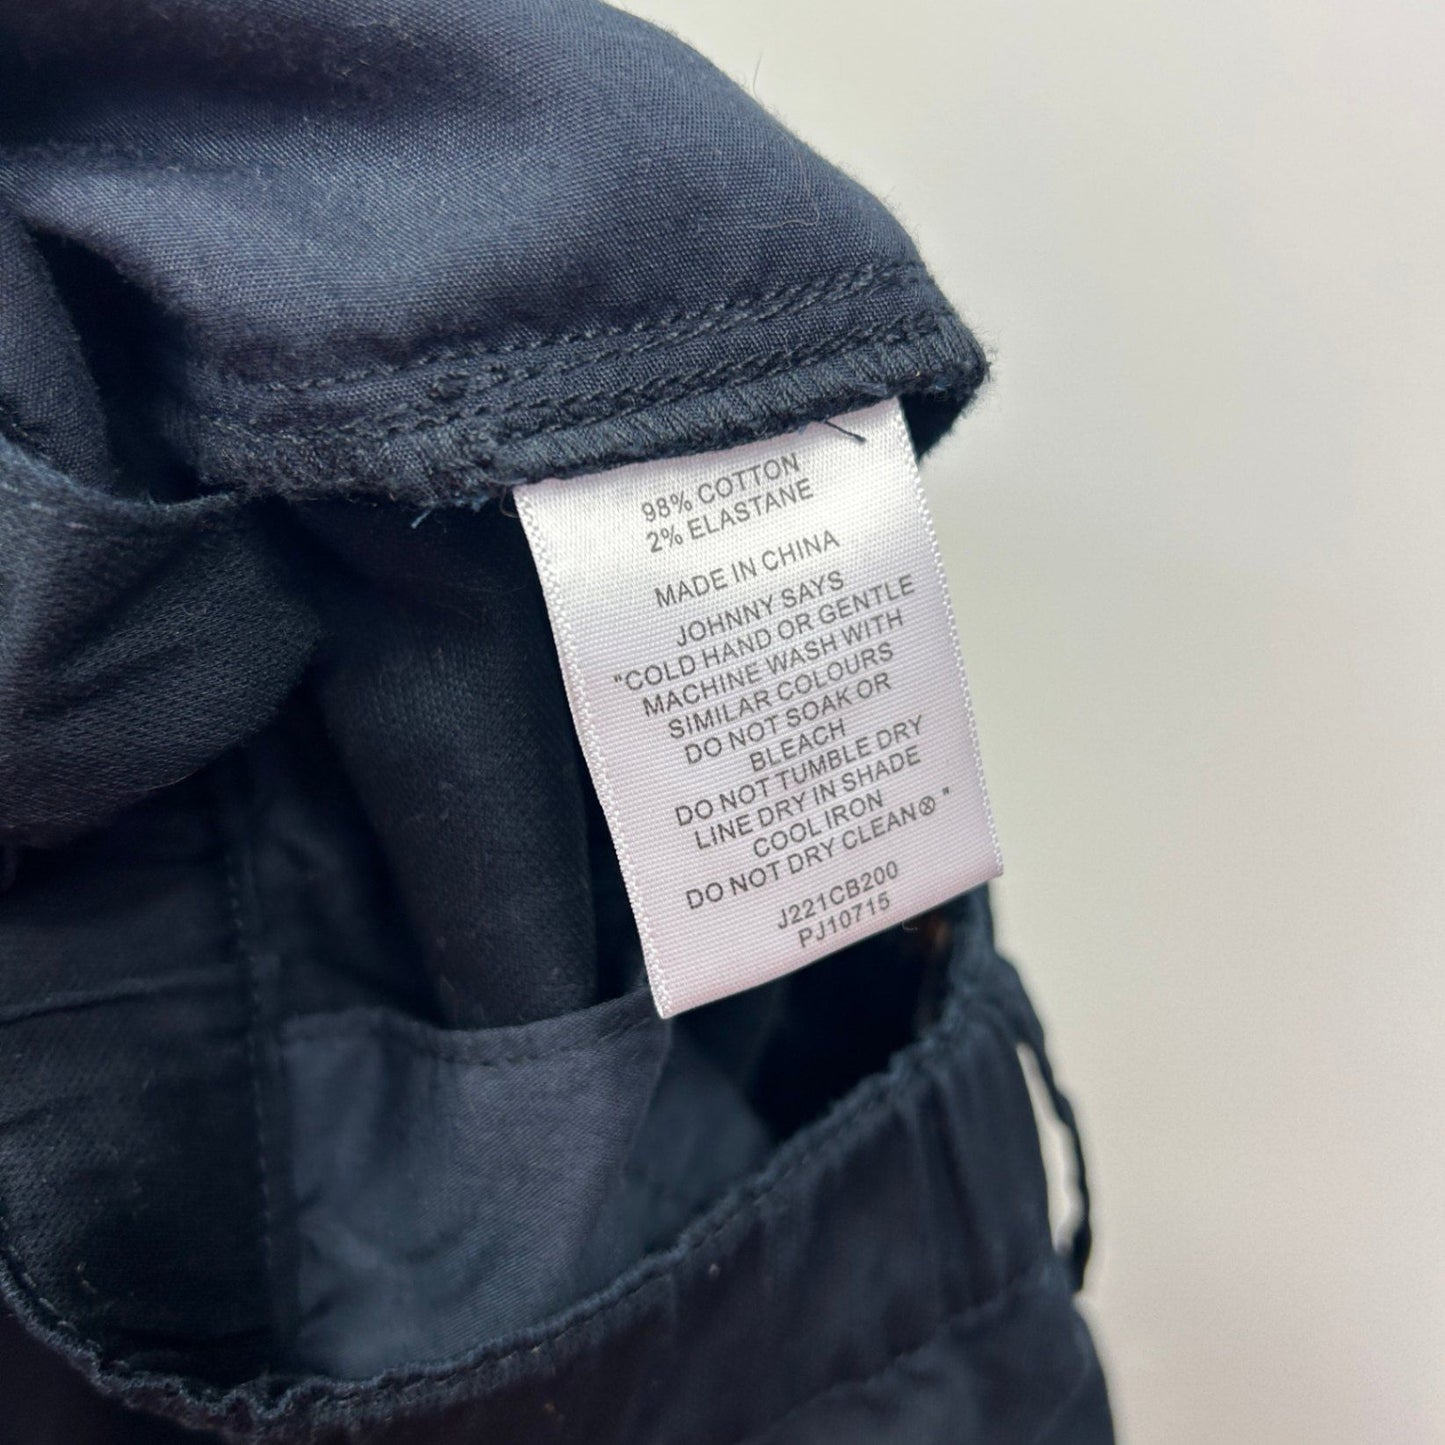 98% COTTON
2% ELASTANE
MADE IN CHINA
JOHNNY SAYS
"COLD HAND OR GENTLE
MACHINE WASH WITH
SIMILAR COLOURS
DO NOT SOAK OR
BLEACH
DO NOT TUMBLE DRY
LINE DRY IN SHADE
COOL IRON
DO NOT DRY CLEAN ⓧ "
J221CB200
PJ10715